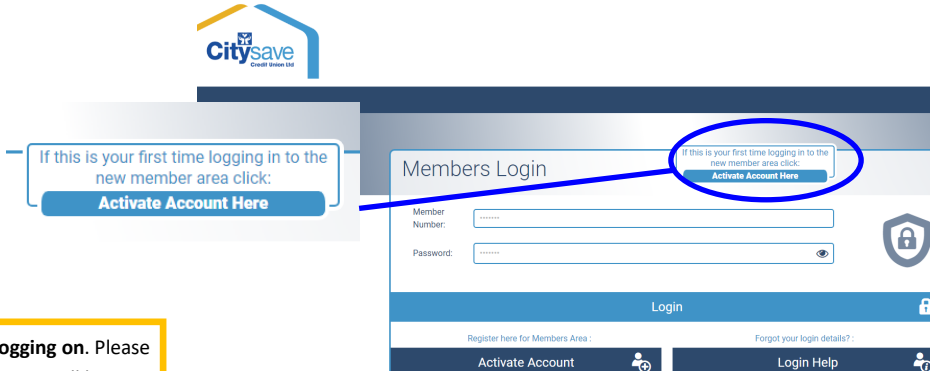 Citysave
Credit Union Ltd
If this is your first time logging in to the
new member area click:
Activate Account Here
Members Login
If this is your first time logging in to the
new member area click:
Activate Account Here
Member
Number:
Password:
Login
Register here for Members Area :
Forgot your login details? :
Activate Account
Login Help
ogging on. Please